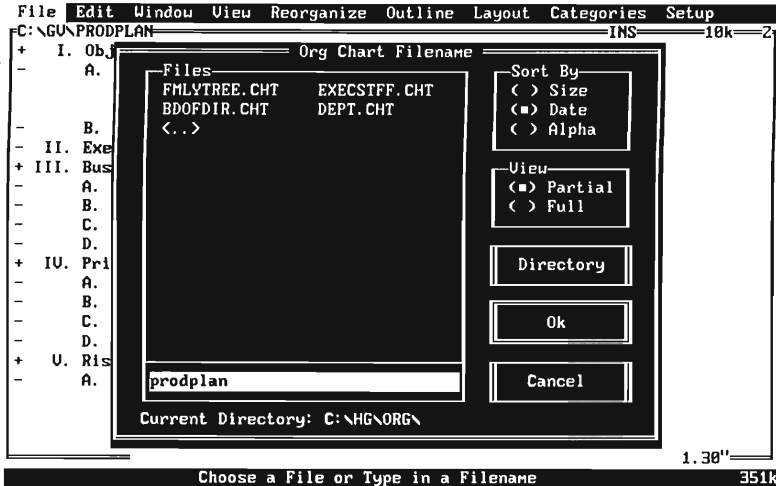 File Edit Window View Reorganize Outline Layout Categories Setup
C:\GV\PRODPLAN INS 10k 2
Org Chart Filename
+ I. Obj
- A.
- B.
- II. Exe
+ III. Bus
- A.
- B.
- C.
- D.
+ IV. Pri
- A.
- B.
- C.
- D.
+ V. Ris
- A.
Files
FMLYTREE.CHT EXECSTFF.CHT
BDOFDIR.CHT DEPT.CHT
<..>
prodplan
Current Directory: C:\HG\ORG\
Sort By
( ) Size
(■) Date
( ) Alpha
View
(■) Partial
( ) Full
Directory
Ok
Cancel
1.30"
Choose a File or Type in a Filename 351k